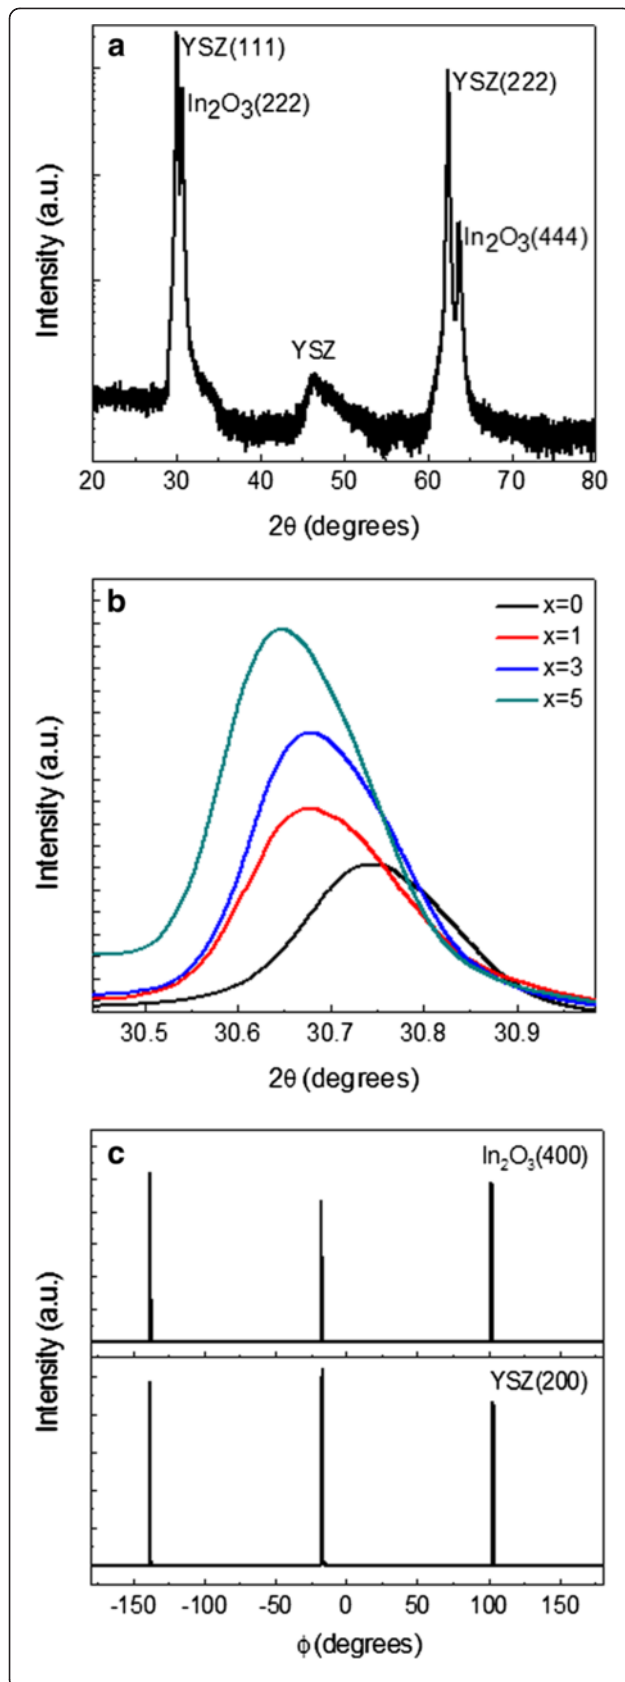 a
YSZ(111)
In2O3(222)
YSZ(222)
In2O3(444)
YSZ
Intensity (a.u.)
20 30 40 50 60 70 80
2θ (degrees)
b
x=0
x=1
x=3
x=5
Intensity (a.u.)
30.5 30.6 30.7 30.8 30.9
2θ (degrees)
c
In2O3(400)
YSZ(200)
Intensity (a.u.)
-150 -100 -50 0 50 100 150
ϕ (degrees)